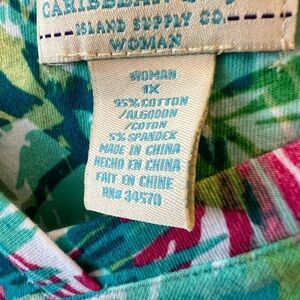 CARIBBEAN
ISLAND SUPPLY CO.
WOMAN
WOMAN
1X
95% COTTON
/ALGODON
/COTON
5% SPANDEX
MADE IN CHINA
HECHO EN CHINA
FAIT EN CHINE
RN# 34570